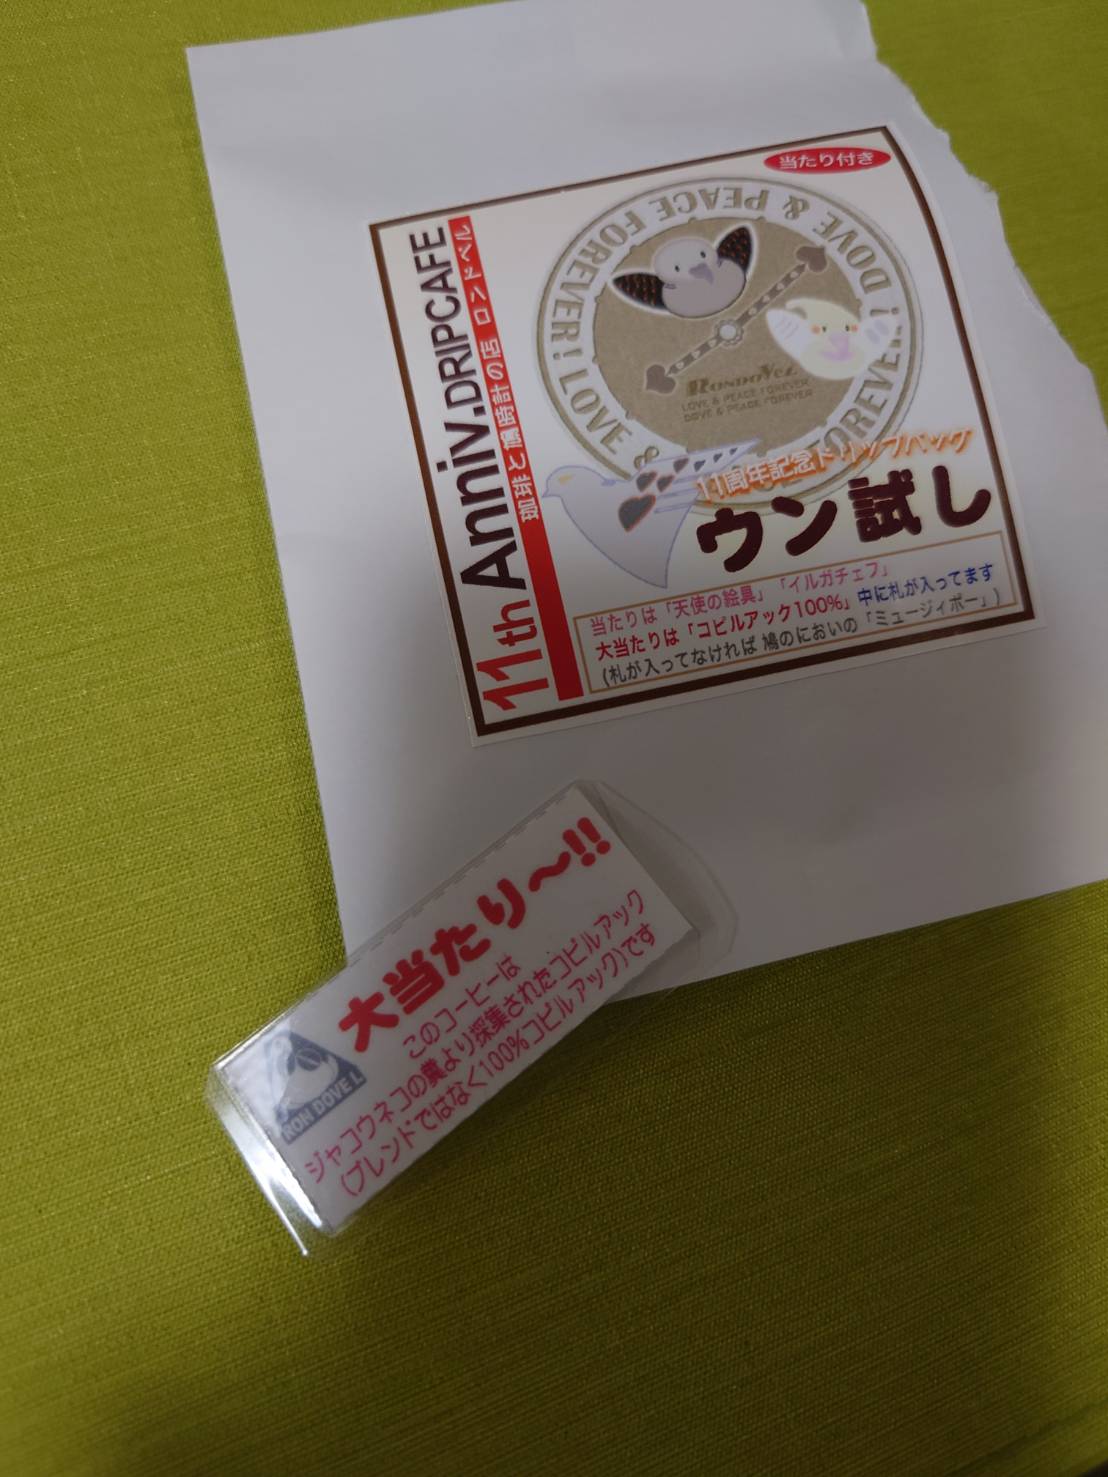 当たり付き
11th Anniv.DRIPCAFE
珈琲と鳩時計の店 ロンドベル
LOVE & PEACE FOREVER! DOVE & PEACE FOREVER!
RONDOVEL
LOVE & PEACE FOREVER
DOVE & PEACE FOREVER
11周年記念ドリップパック
ウン試し
当たりは「天使の絵具」「イルガチェフ」
大当たりは「コピルアック100%」中に札が入ってます
(札が入ってなければ 鳩のにおいの「ミュージィポー」)
大当たり〜!!
このコーヒーは
ジャコウネコの糞より採集されたコピルアック
(ブレンドではなく100%コピルアック)です
RON DOVE L